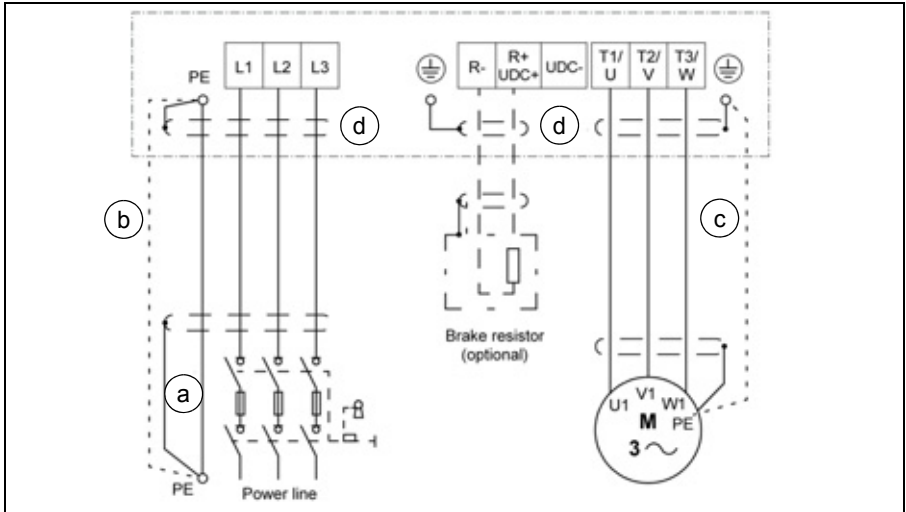 L1 L2 L3
R- R+ UDC+ UDC-
T1/ U T2/ V T3/ W
PE
d
d
b
c
a
Brake resistor
(optional)
U1 V1 W1
PE
M
3
PE
Power line